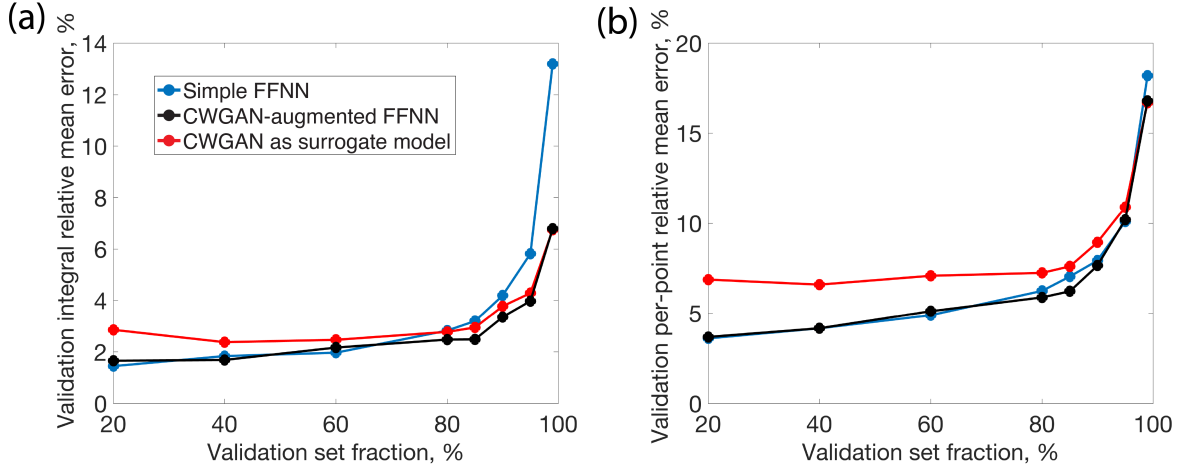 (a)
Validation integral relative mean error, %
14
12
10
8
6
4
2
0
Simple FFNN
CWGAN-augmented FFNN
CWGAN as surrogate model
20 40 60 80 100
Validation set fraction, %
(b)
Validation per-point relative mean error, %
20
15
10
5
0
20 40 60 80 100
Validation set fraction, %